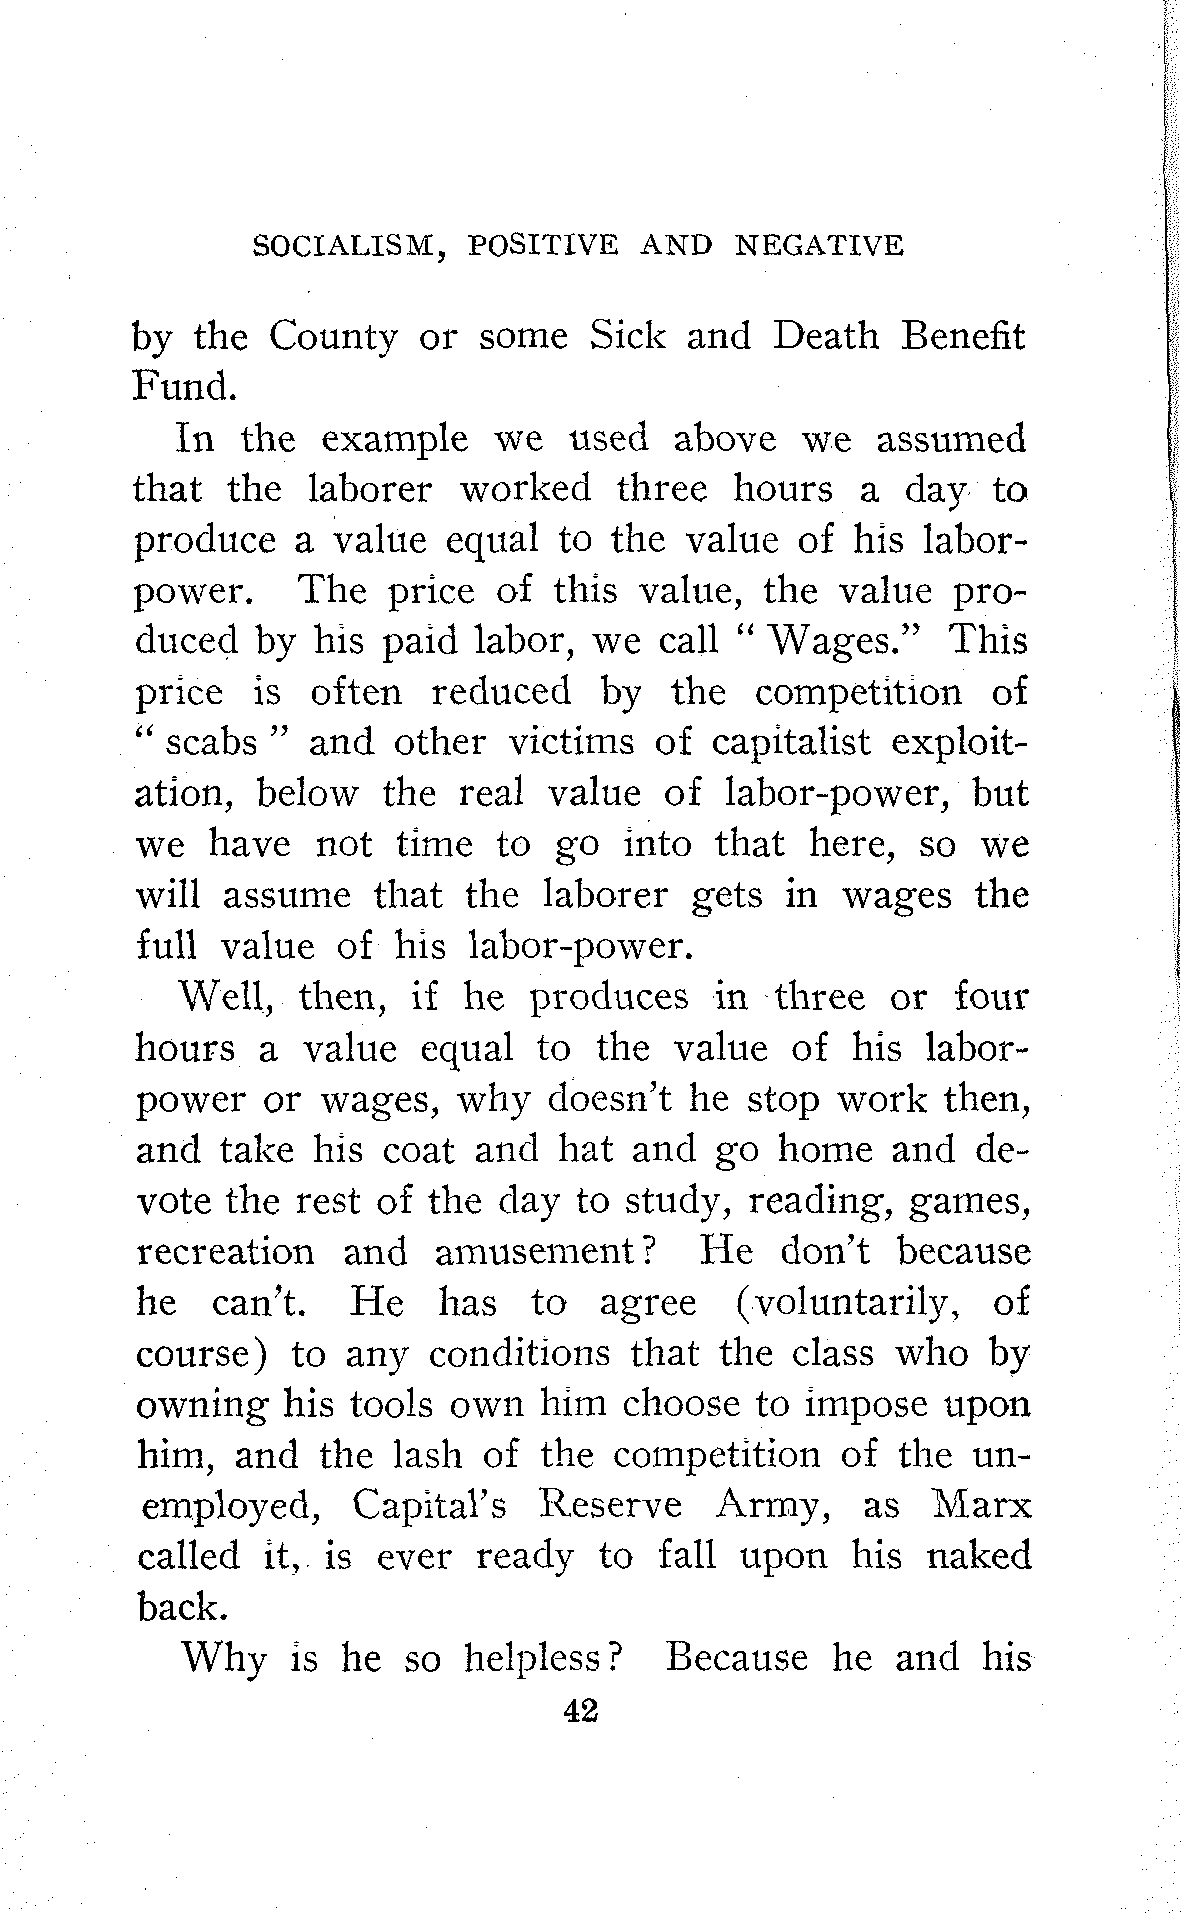 SOCIALISM, POSITIVE AND NEGATIVE
by the County or some Sick and Death Benefit
Fund.
In the example we used above we assumed
that the laborer worked three hours a day to
produce a value equal to the value of his labor-
power. The price of this value, the value pro-
duced by his paid labor, we call “ Wages.” This
price is often reduced by the competition of
“ scabs ” and other victims of capitalist exploit-
ation, below the real value of labor-power, but
we have not time to go into that here, so we
will assume that the laborer gets in wages the
full value of his labor-power.
Well, then, if he produces in three or four
hours a value equal to the value of his labor-
power or wages, why doesn’t he stop work then,
and take his coat and hat and go home and de-
vote the rest of the day to study, reading, games,
recreation and amusement? He don’t because
he can’t. He has to agree (voluntarily, of
course) to any conditions that the class who by
owning his tools own him choose to impose upon
him, and the lash of the competition of the un-
employed, Capital’s Reserve Army, as Marx
called it, is ever ready to fall upon his naked
back.
Why is he so helpless? Because he and his
42